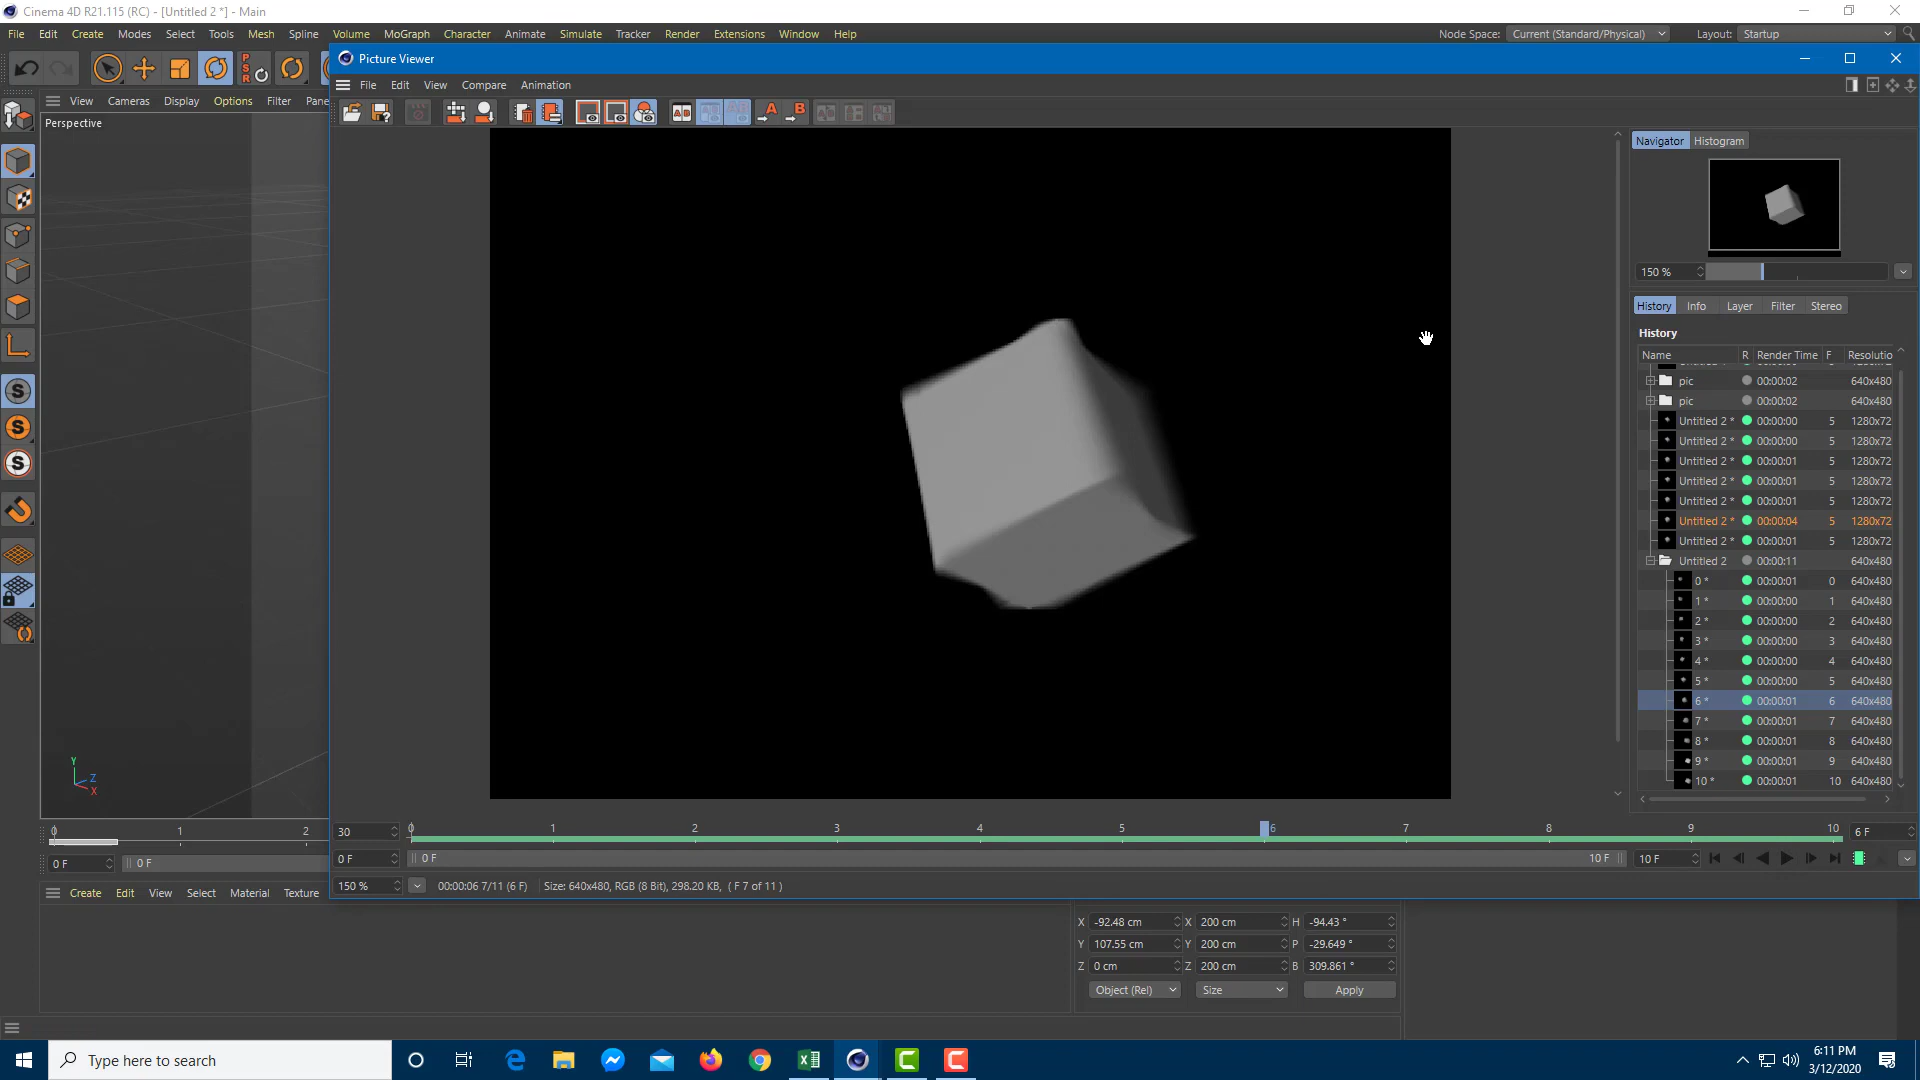 Cinema 4D R21.115 (RC) - [Untitled 2 *] - Main
File Edit Create Modes Select Tools Mesh Spline Volume MoGraph Character Animate Simulate Tracker Render Extensions Window Help Node Space: Current (Standard/Physical) Layout: Startup
Picture Viewer
File Edit View Compare Animation
View Cameras Display Options Filter Pane
Perspective
Navigator Histogram
150 %
History Info Layer Filter Stereo
History
Name R Render Time F Resolutio
pic 00:00:02 640x480
pic 00:00:02 640x480
Untitled 2 * 00:00:00 5 1280x72
Untitled 2 * 00:00:00 5 1280x72
Untitled 2 * 00:00:01 5 1280x72
Untitled 2 * 00:00:01 5 1280x72
Untitled 2 * 00:00:01 5 1280x72
Untitled 2 * 00:00:04 5 1280x72
Untitled 2 * 00:00:01 5 1280x72
Untitled 2 00:00:11 640x480
0 * 00:00:01 0 640x480
1 * 00:00:00 1 640x480
2 * 00:00:00 2 640x480
3 * 00:00:00 3 640x480
4 * 00:00:00 4 640x480
5 * 00:00:00 5 640x480
6 * 00:00:01 6 640x480
7 * 00:00:01 7 640x480
8 * 00:00:01 8 640x480
9 * 00:00:01 9 640x480
10 * 00:00:01 10 640x480
Y Z X
0 1 2
30 0 1 2 3 4 5 6 7 8 9 10 6 F
0 F 0 F
0 F 0 F 10 F 10 F
150 % 00:00:06 7/11 (6 F) Size: 640x480, RGB (8 Bit), 298.20 KB, ( F 7 of 11 )
Create Edit View Select Material Texture
X -92.48 cm X 200 cm H -94.43 °
Y 107.55 cm Y 200 cm P -29.649 °
Z 0 cm Z 200 cm B 309.861 °
Object (Rel) Size Apply
Type here to search
6:11 PM
3/12/2020